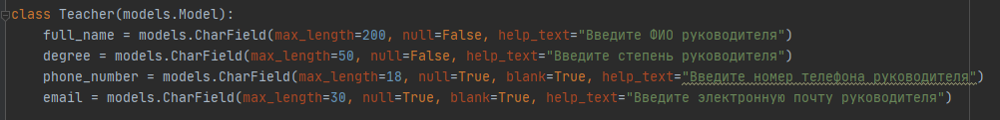 class Teacher(models.Model):
full_name = models.CharField(max_length=200, null=False, help_text="Введите ФИО руководителя")
degree = models.CharField(max_length=50, null=False, help_text="Введите степень руководителя")
phone_number = models.CharField(max_length=18, null=True, blank=True, help_text="Введите номер телефона руководителя")
email = models.CharField(max_length=30, null=True, blank=True, help_text="Введите электронную почту руководителя")